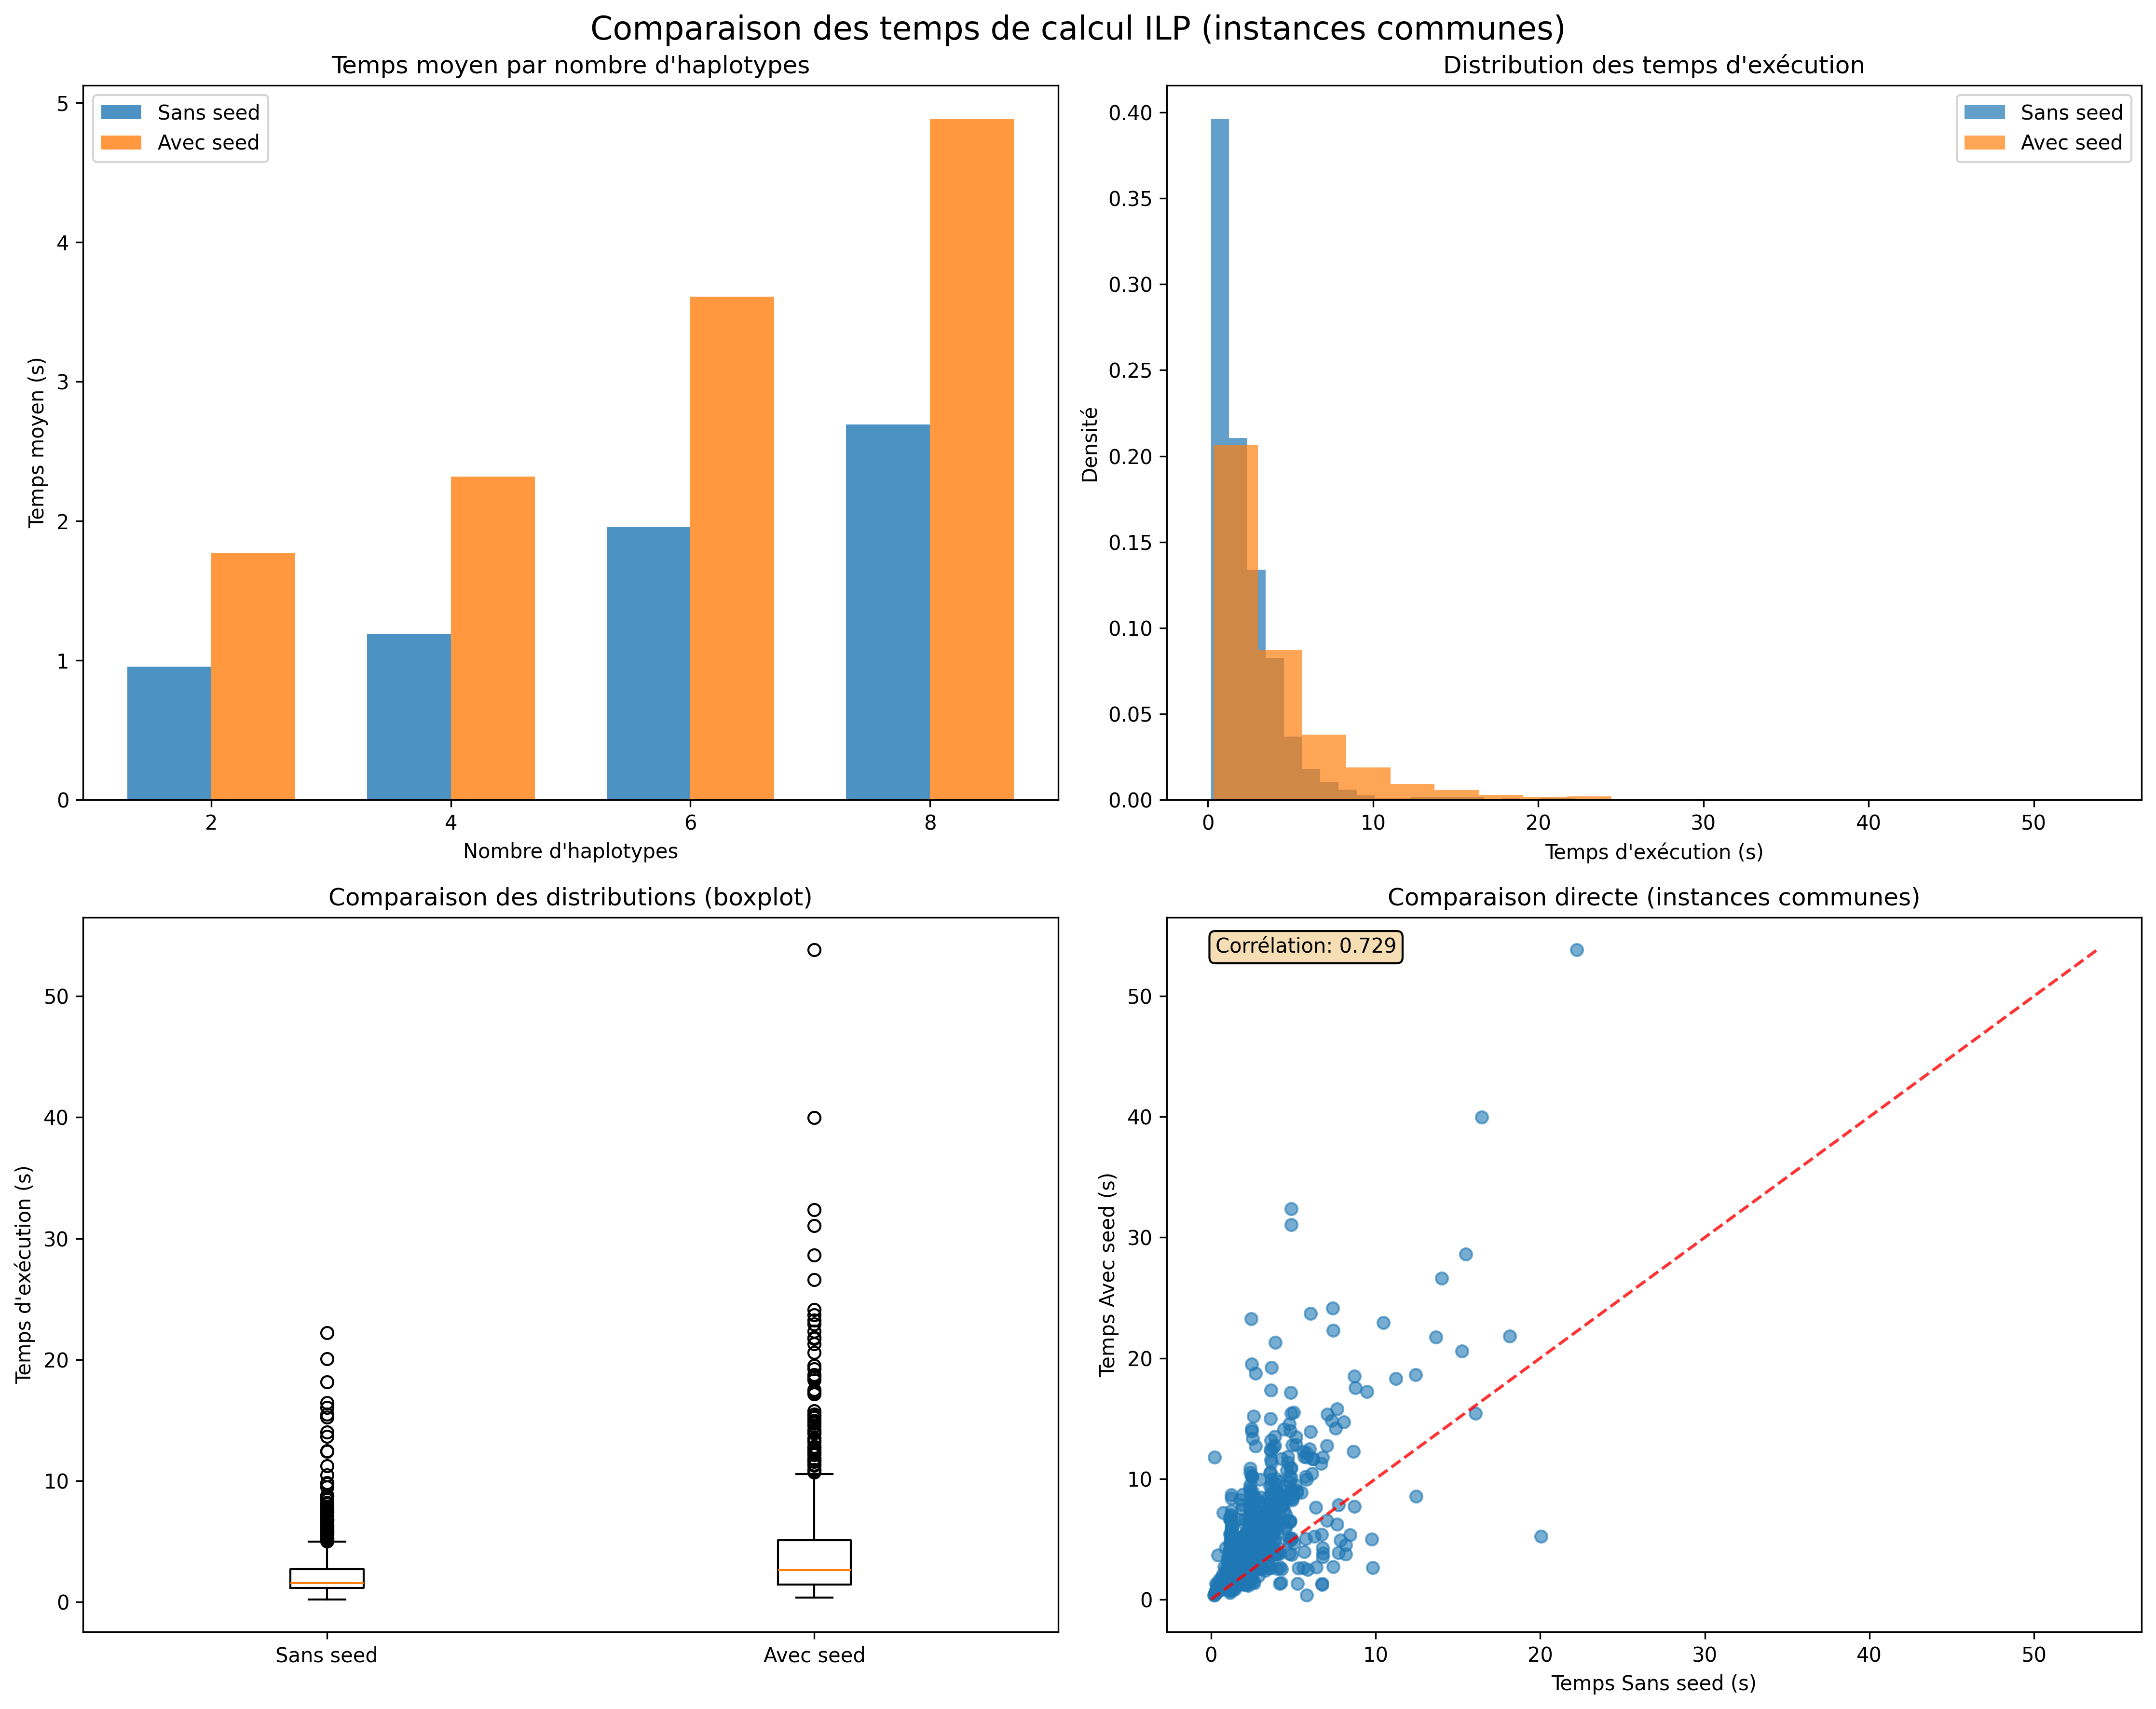 Comparaison des temps de calcul ILP (instances communes)
Temps moyen par nombre d'haplotypes
Sans seed
Avec seed
5
4
3
2
1
0
Temps moyen (s)
2
4
6
8
Nombre d'haplotypes
Distribution des temps d'exécution
Sans seed
Avec seed
0.40
0.35
0.30
0.25
0.20
0.15
0.10
0.05
0.00
Densité
0
10
20
30
40
50
Temps d'exécution (s)
Comparaison des distributions (boxplot)
50
40
30
20
10
0
Temps d'exécution (s)
Sans seed
Avec seed
Comparaison directe (instances communes)
Corrélation: 0.729
50
40
30
20
10
0
Temps Avec seed (s)
0
10
20
30
40
50
Temps Sans seed (s)